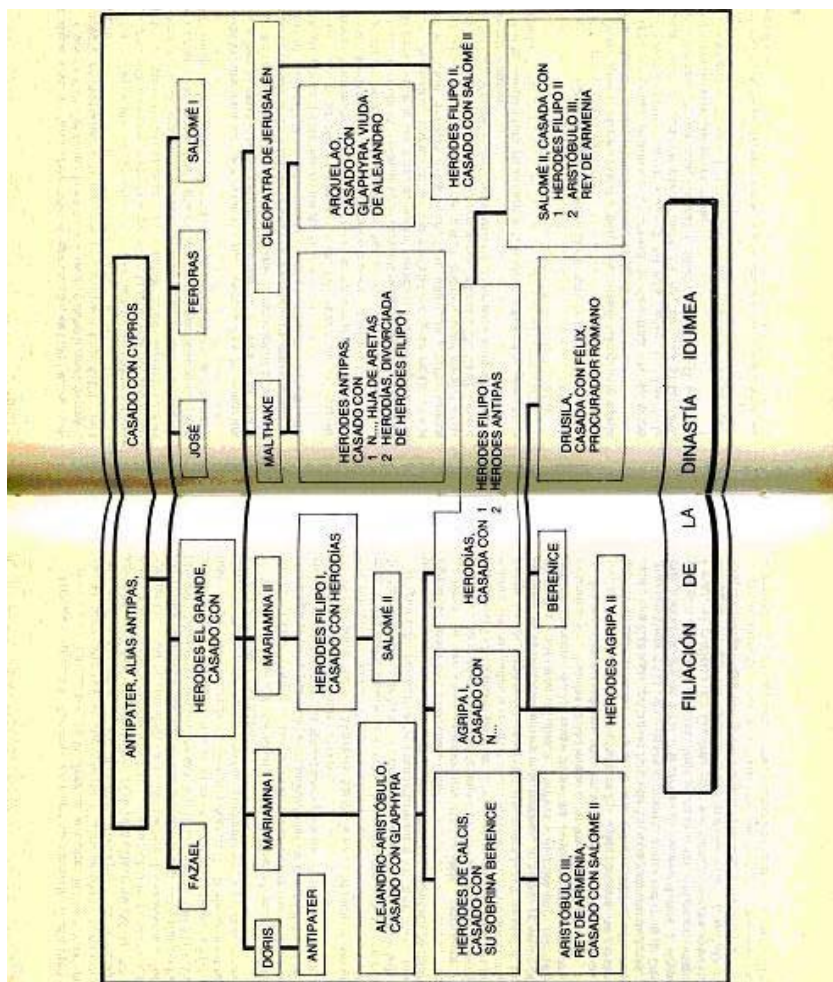 ANTIPATER, ALIAS ANTIPAS,
CASADO CON CYPROS
FAZAEL
HERODES EL GRANDE,
CASADO CON
JOSÉ
FERORAS
SALOMÉ I
DORIS
MARIAMNA I
MARIAMNA II
MALTHAKE
CLEOPATRA DE JERUSALÉN
ANTIPATER
ALEJANDRO-ARISTÓBULO,
CASADO CON GLAPHYRA
HERODES FILIPO I,
CASADO CON HERODÍAS
SALOMÉ II
HERODES ANTIPAS,
CASADO CON
1 N..., HIJA DE ARETAS
2 HERODÍAS, DIVORCIADA
DE HERODES FILIPO I
ARQUELAO,
CASADO CON
GLAPHYRA, VIUDA
DE ALEJANDRO
HERODES FILIPO II,
CASADO CON SALOMÉ II
HERODES DE CALCIS,
CASADO CON
SU SOBRINA BERENICE
AGRIPA I,
CASADO CON
N...
HERODÍAS,
CASADA CON
1 HERODES FILIPO I
2 HERODES ANTIPAS
SALOMÉ II, CASADA CON
1 HERODES FILIPO II
2 ARISTÓBULO III,
REY DE ARMENIA
ARISTÓBULO III,
REY DE ARMENIA,
CASADO CON SALOMÉ II
HERODES AGRIPA II
BERENICE
DRUSILA,
CASADA CON FÉLIX,
PROCURADOR ROMANO
FILIACIÓN DE LA DINASTÍA IDUMEA